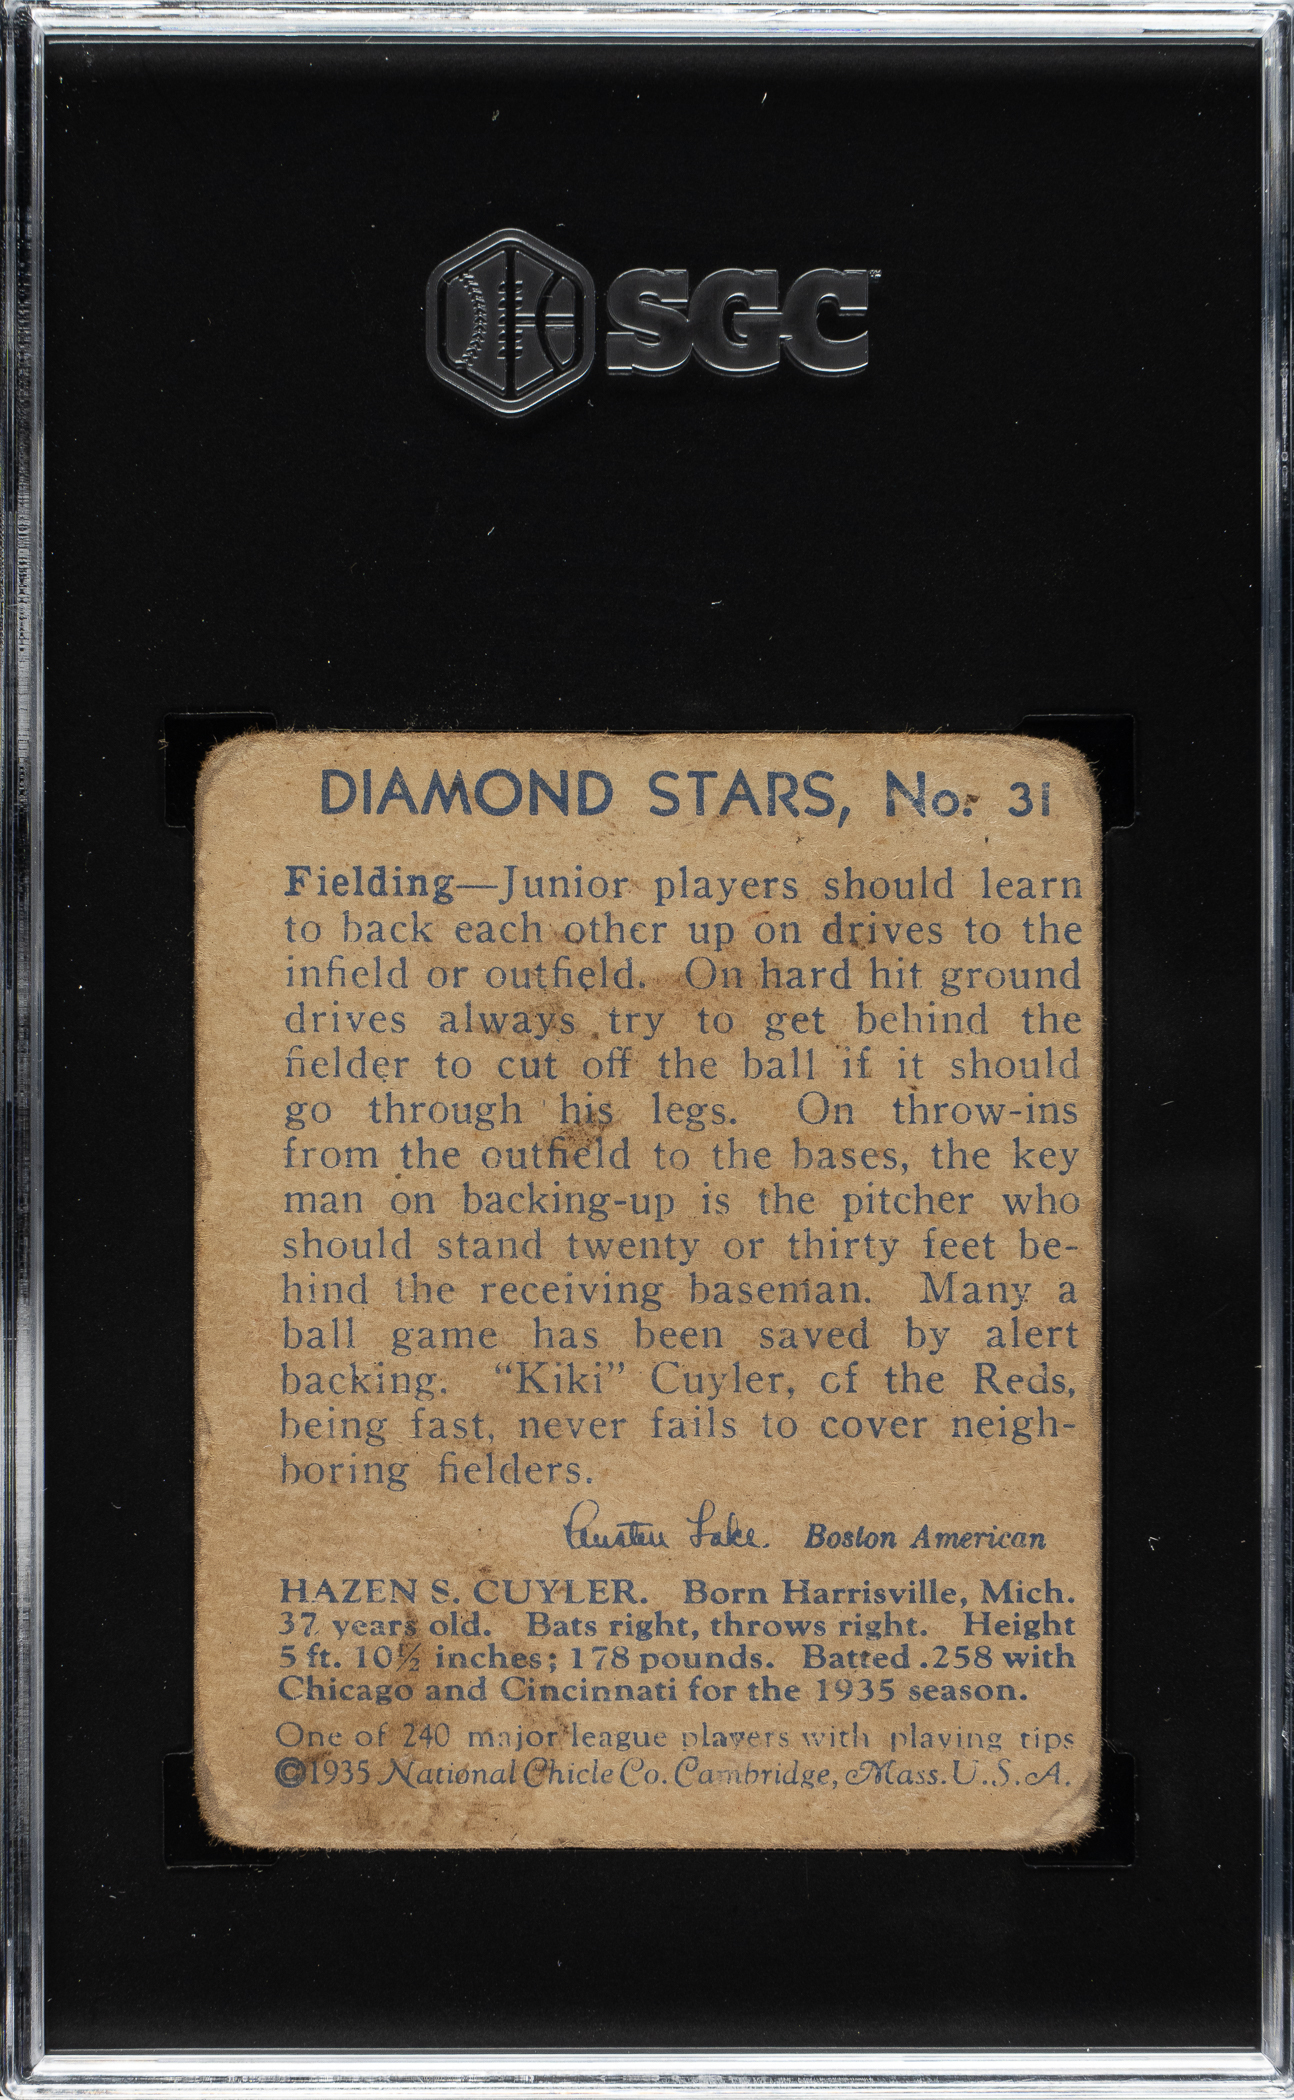 SGC™
DIAMOND STARS, No. 31
Fielding—Junior players should learn
to back each other up on drives to the
infield or outfield. On hard hit ground
drives always try to get behind the
fielder to cut off the ball if it should
go through his legs. On throw-ins
from the outfield to the bases, the key
man on backing-up is the pitcher who
should stand twenty or thirty feet be-
hind the receiving baseman. Many a
ball game has been saved by alert
backing. “Kiki” Cuyler, of the Reds,
being fast, never fails to cover neigh-
boring fielders.
Austen Lake. Boston American
HAZEN S. CUYLER. Born Harrisville, Mich.
37 years old. Bats right, throws right. Height
5 ft. 10½ inches; 178 pounds. Batted .258 with
Chicago and Cincinnati for the 1935 season.
One of 240 major league players with playing tips
©1935 National Chicle Co. Cambridge, Mass. U.S.A.